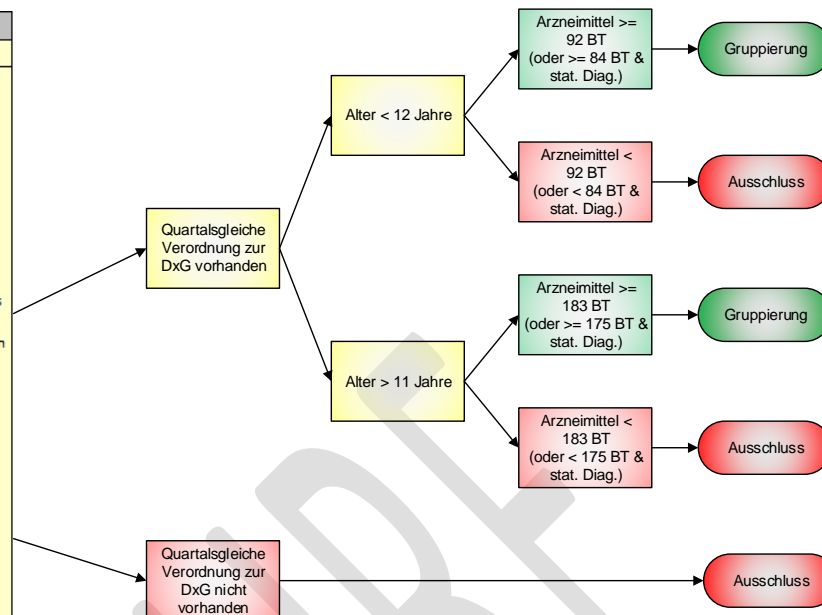 Arzneimittel >=
92 BT
(oder >= 84 BT &
stat. Diag.)
Gruppierung
Alter < 12 Jahre
Arzneimittel <
92 BT
(oder < 84 BT &
stat. Diag.)
Ausschluss
Quartalsgleiche
Verordnung zur
DxG vorhanden
Arzneimittel >=
183 BT
(oder >= 175 BT &
stat. Diag.)
Gruppierung
Alter > 11 Jahre
Arzneimittel <
183 BT
(oder < 175 BT &
stat. Diag.)
Ausschluss
Quartalsgleiche
Verordnung zur
DxG nicht
vorhanden
Ausschluss